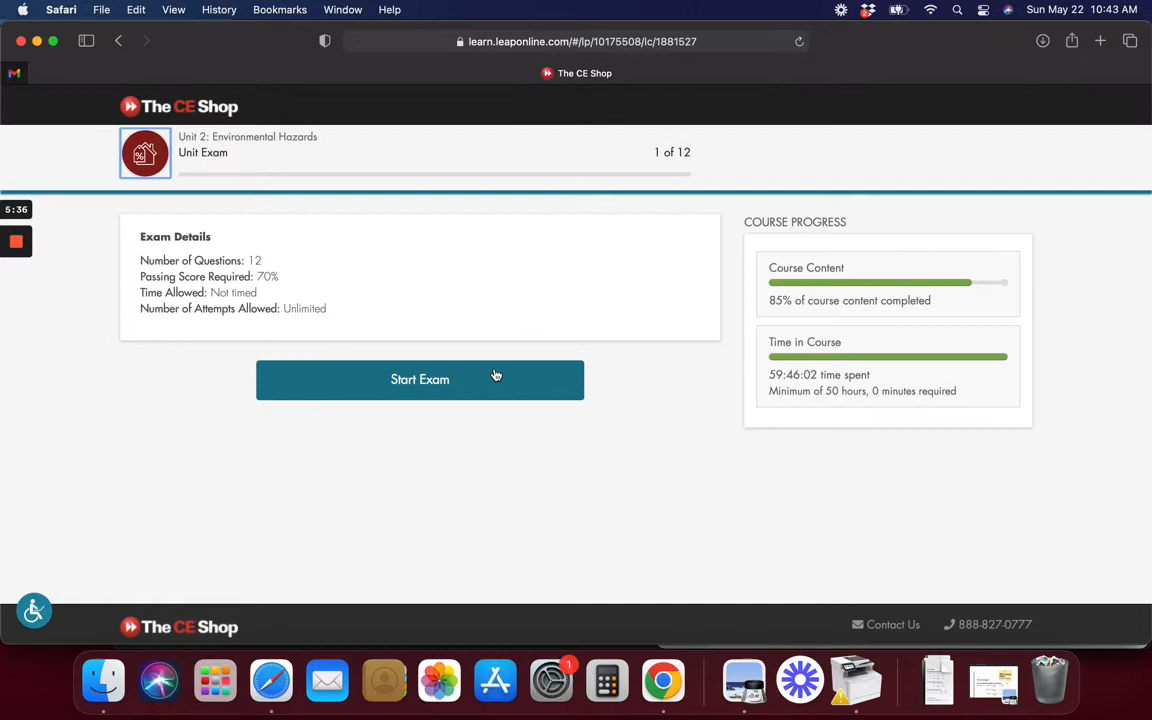 Safari File Edit View History Bookmarks Window Help 2 Sun May 22 10:43 AM
learn.leaponline.com/#/lp/10175508/lc/1881527
The CE Shop
The CE Shop
Unit 2: Environmental Hazards
Unit Exam 1 of 12
%
5:36
Exam Details
Number of Questions: 12
Passing Score Required: 70%
Time Allowed: Not timed
Number of Attempts Allowed: Unlimited
Start Exam
COURSE PROGRESS
Course Content
85% of course content completed
Time in Course
59:46:02 time spent
Minimum of 50 hours, 0 minutes required
The CE Shop
Contact Us 888-827-0777
1